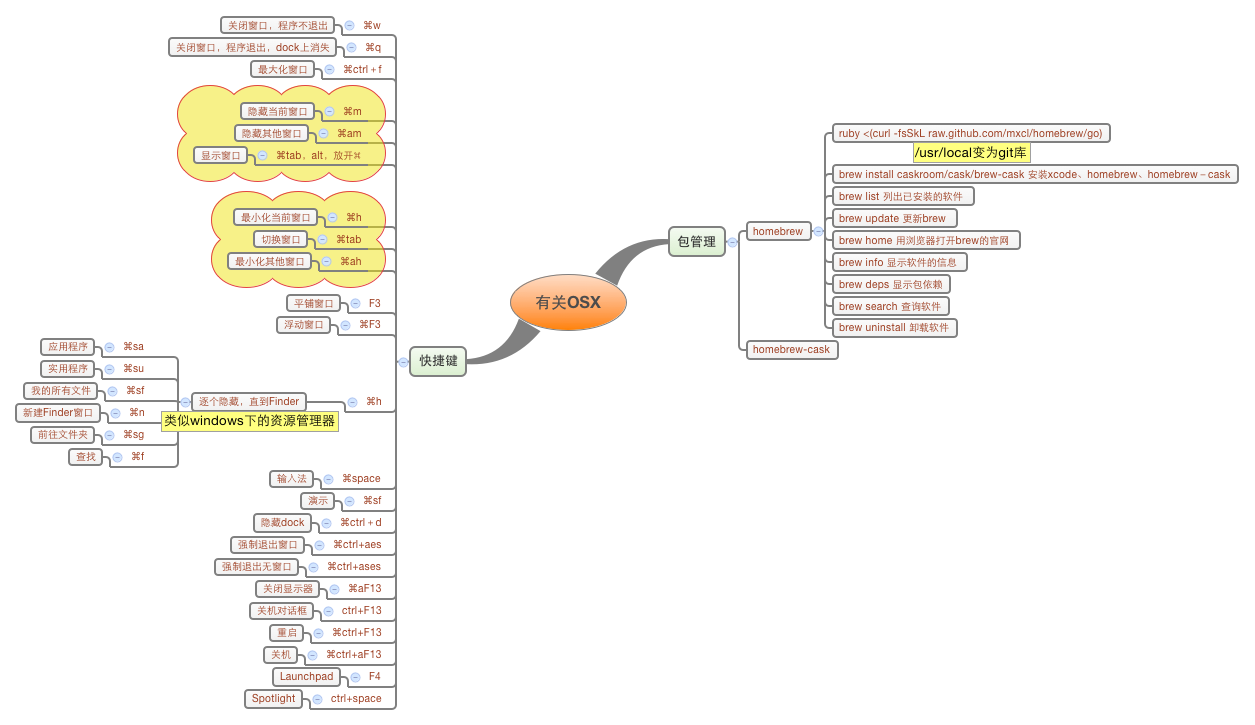 有关OSX
包管理
homebrew
ruby <(curl -fsSkL raw.github.com/mxcl/homebrew/go)
/usr/local变为git库
brew install caskroom/cask/brew-cask 安装xcode、homebrew、homebrew－cask
brew list 列出已安装的软件
brew update 更新brew
brew home 用浏览器打开brew的官网
brew info 显示软件的信息
brew deps 显示包依赖
brew search 查询软件
brew uninstall 卸载软件
homebrew-cask
快捷键
关闭窗口，程序不退出 ⌘w
关闭窗口，程序退出，dock上消失 ⌘q
最大化窗口 ⌘ctrl＋f
隐藏当前窗口 ⌘m
隐藏其他窗口 ⌘am
显示窗口 ⌘tab，alt，放开⌘
最小化当前窗口 ⌘h
切换窗口 ⌘tab
最小化其他窗口 ⌘ah
平铺窗口 F3
浮动窗口 ⌘F3
逐个隐藏，直到Finder ⌘h
类似windows下的资源管理器
应用程序 ⌘sa
实用程序 ⌘su
我的所有文件 ⌘sf
新建Finder窗口 ⌘n
前往文件夹 ⌘sg
查找 ⌘f
输入法 ⌘space
演示 ⌘sf
隐藏dock ⌘ctrl＋d
强制退出窗口 ⌘ctrl+aes
强制退出无窗口 ⌘ctrl+ases
关闭显示器 ⌘aF13
关机对话框 ctrl+F13
重启 ⌘ctrl+F13
关机 ⌘ctrl+aF13
Launchpad F4
Spotlight ctrl+space